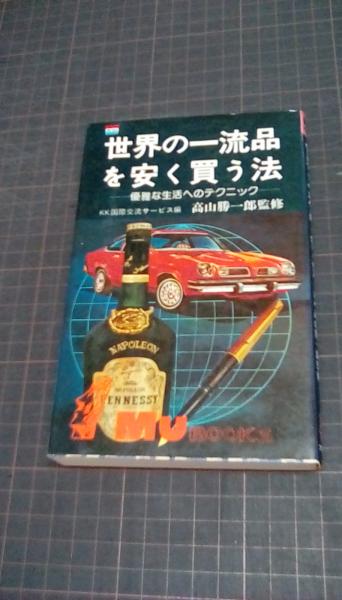 世界の一流品
を安く買う法
優雅な生活へのテクニック
KK国際交流サービス編 高山勝一郎監修
NAPOLEON
HENNESSY
My BOOKS